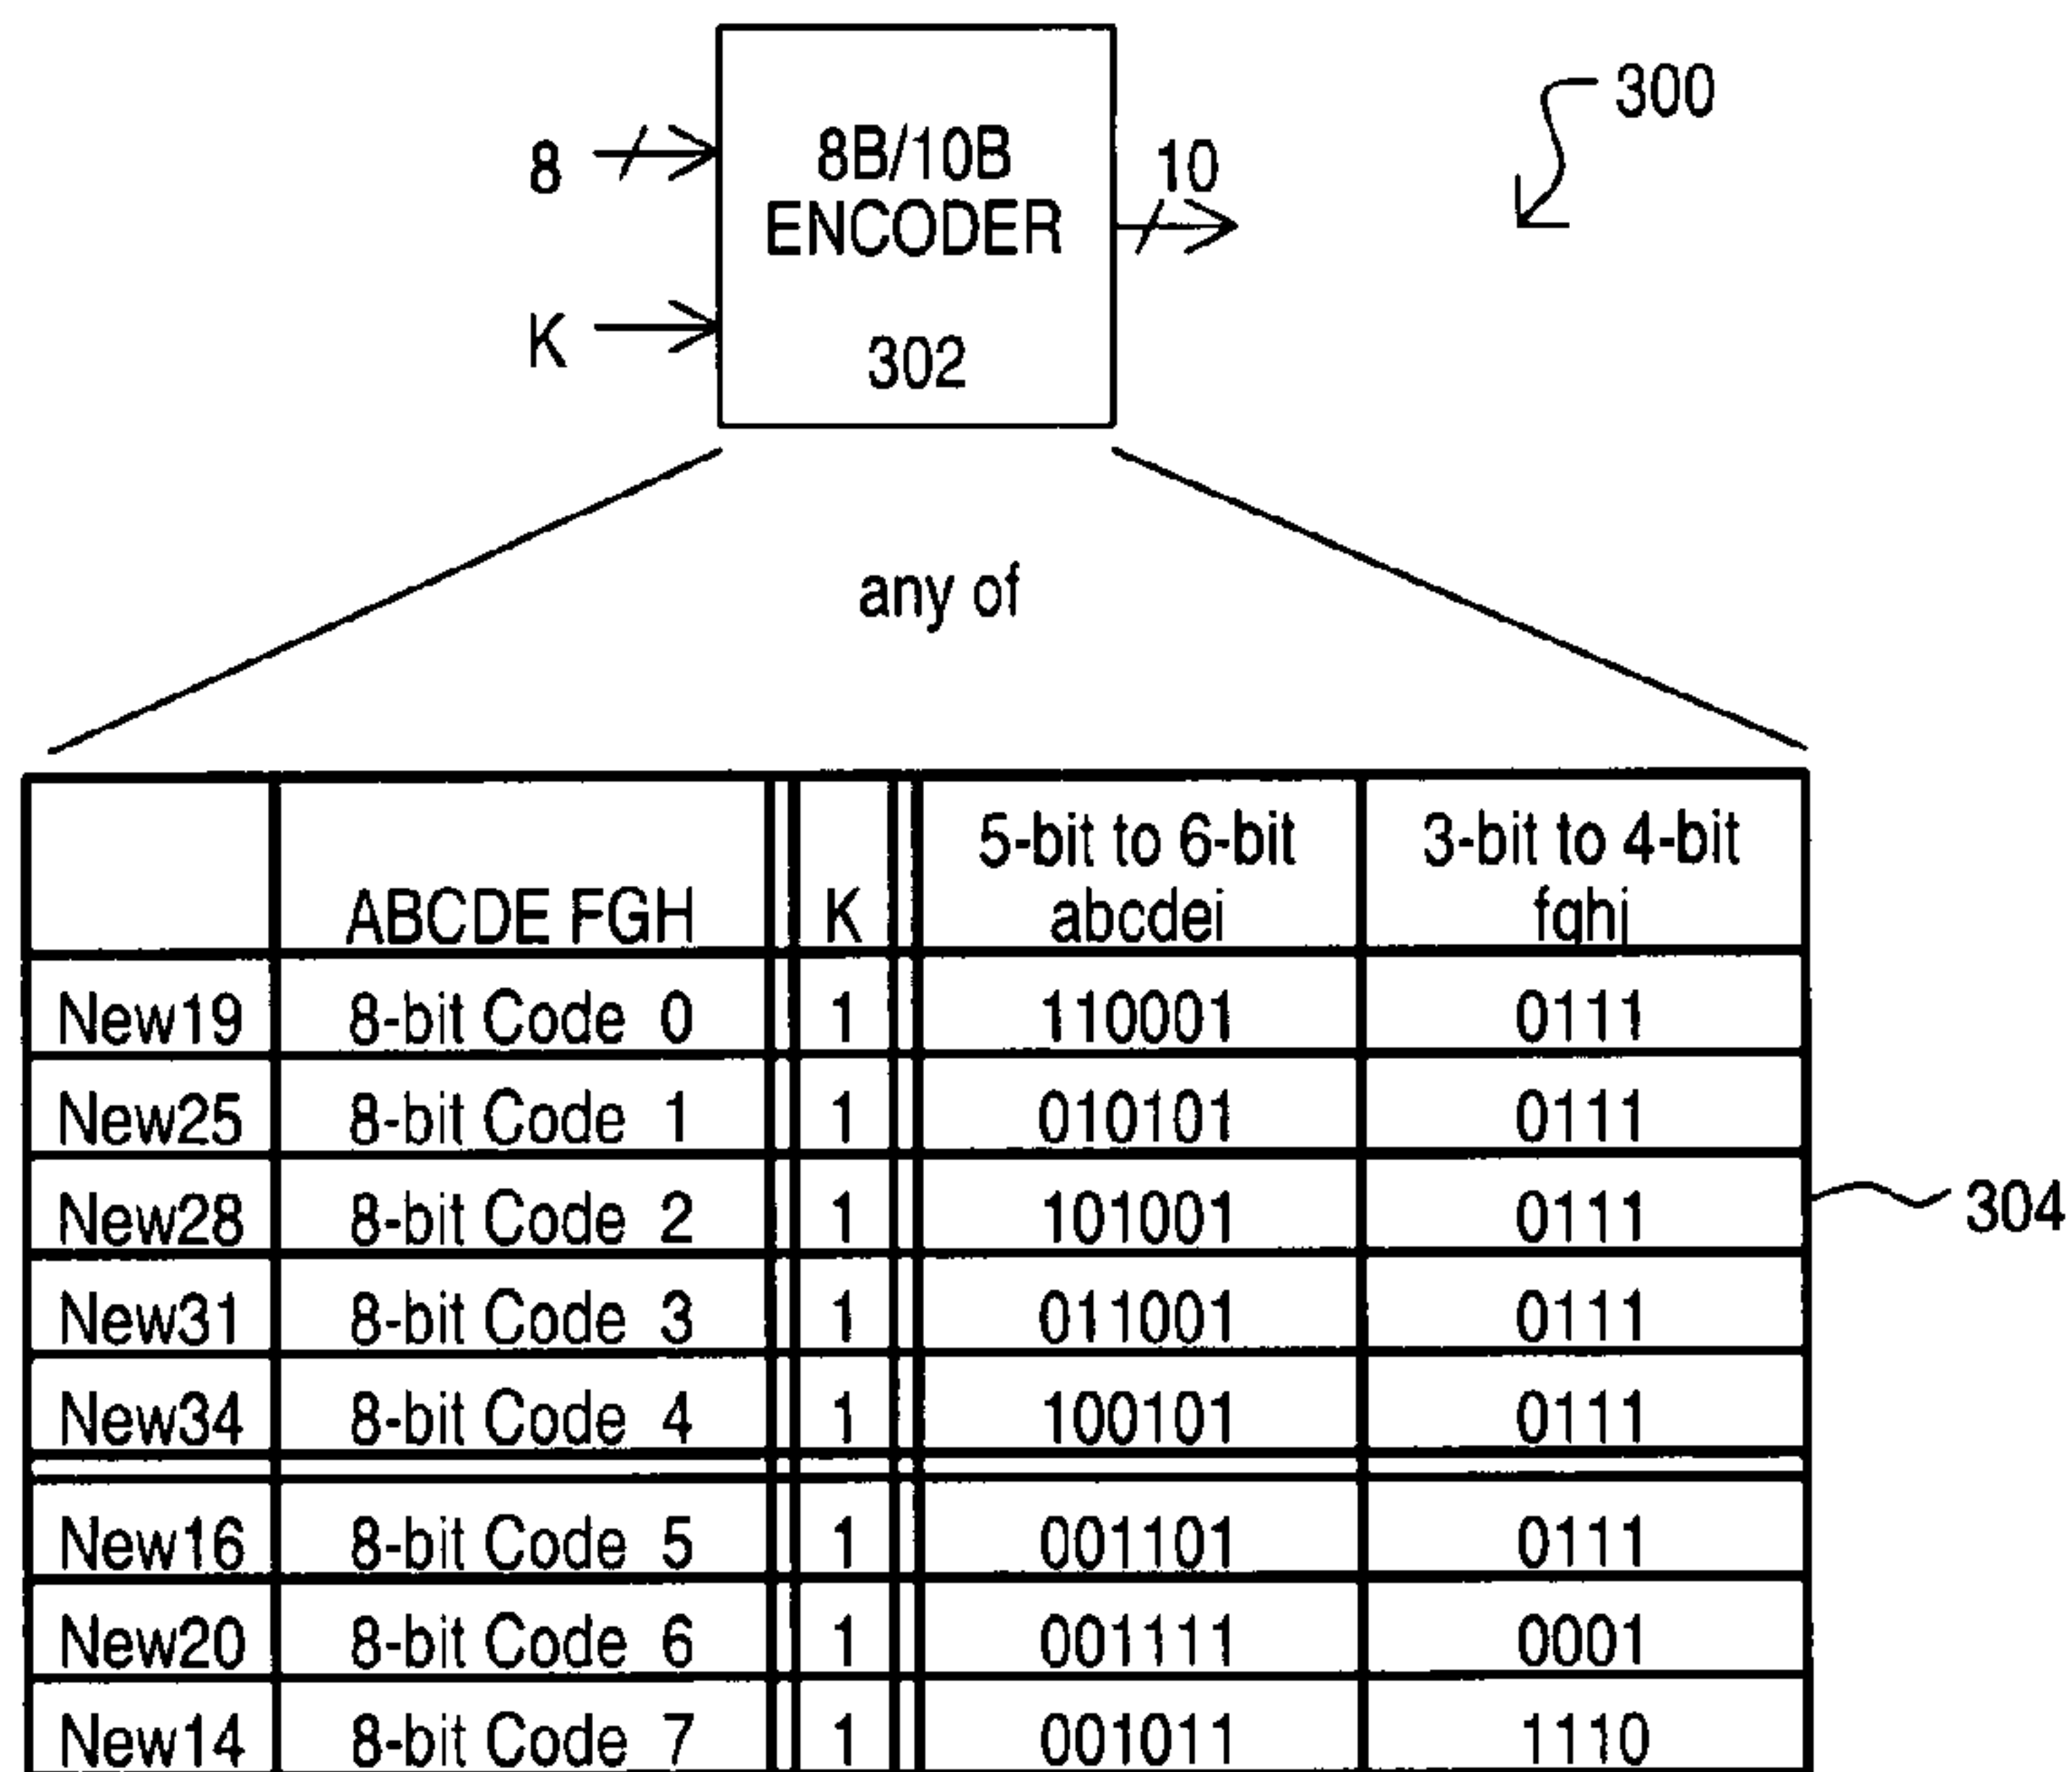 300
8
8B/10B
ENCODER
10
K
302
any of
ABCDE FGH K 5-bit to 6-bit abcdei 3-bit to 4-bit fghj
New19 8-bit Code 0 1 110001 0111
New25 8-bit Code 1 1 010101 0111
New28 8-bit Code 2 1 101001 0111
304
New31 8-bit Code 3 1 011001 0111
New34 8-bit Code 4 1 100101 0111
New16 8-bit Code 5 1 001101 0111
New20 8-bit Code 6 1 001111 0001
New14 8-bit Code 7 1 001011 1110